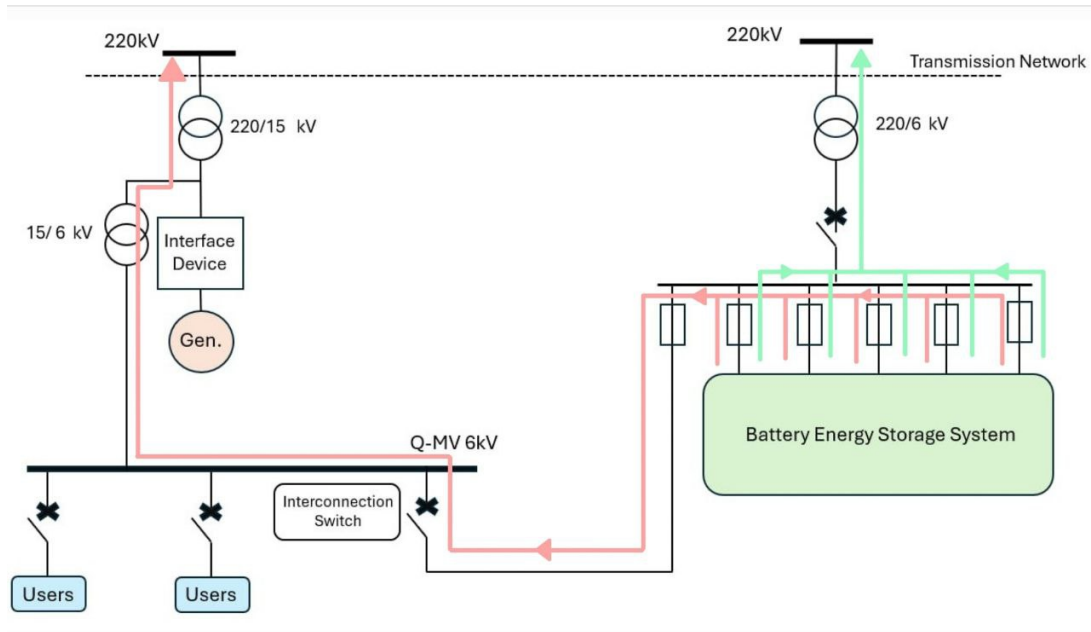 220kV
220kV
Transmission Network
220/15 kV
220/6 kV
15/ 6 kV
Interface
Device
Gen.
Q-MV 6kV
Battery Energy Storage System
Interconnection
Switch
Users
Users